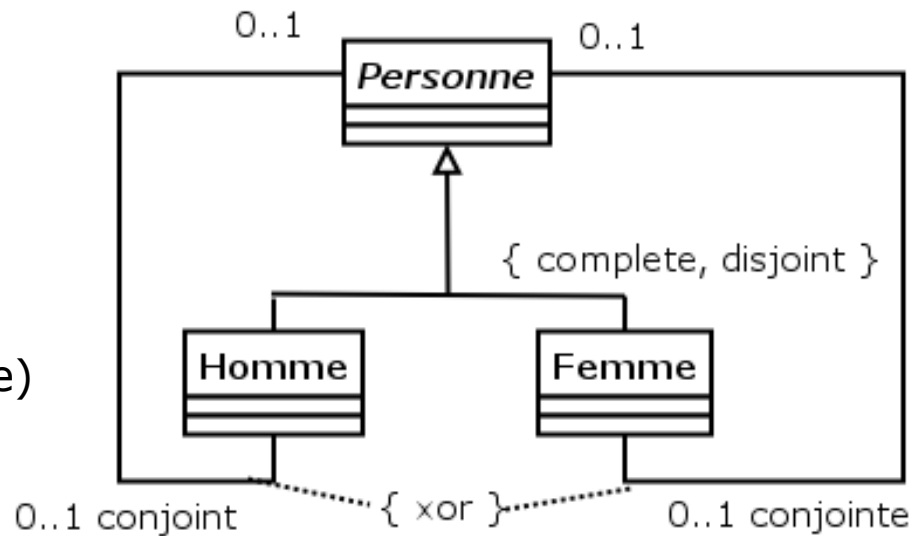 0..1
0..1
Personne
{ complete, disjoint }
Homme
Femme
e)
0..1 conjoint
{ xor }
0..1 conjointe